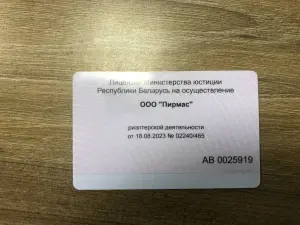 Лицензия Министерства юстиции
Республики Беларусь на осуществление
ООО "Пирмас"
риэлтерской деятельности
от 18.08.2023 № 02240/465
АВ 0025919